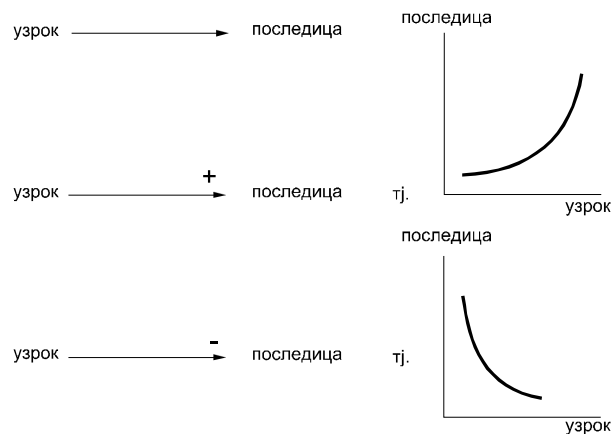 узрок последица
последица
+
узрок последица тј.
узрок
последица
-
узрок последица тј.
узрок